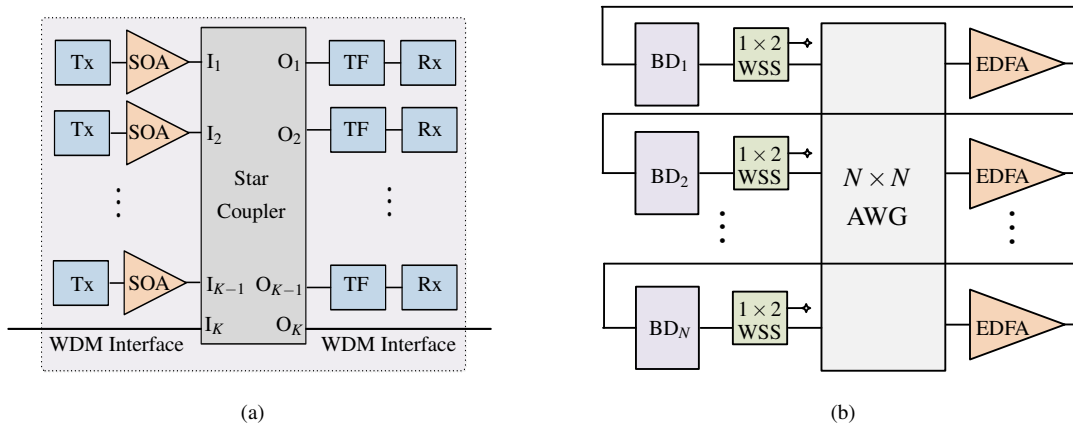 Tx SOA I1 O1 TF Rx
Tx SOA I2 O2 TF Rx
Star
Coupler
Tx SOA IK−1 OK−1 TF Rx
IK OK
WDM Interface WDM Interface
(a)
BD1 1 × 2 WSS EDFA
BD2 1 × 2 WSS EDFA
N × N
AWG
BDN 1 × 2 WSS EDFA
(b)